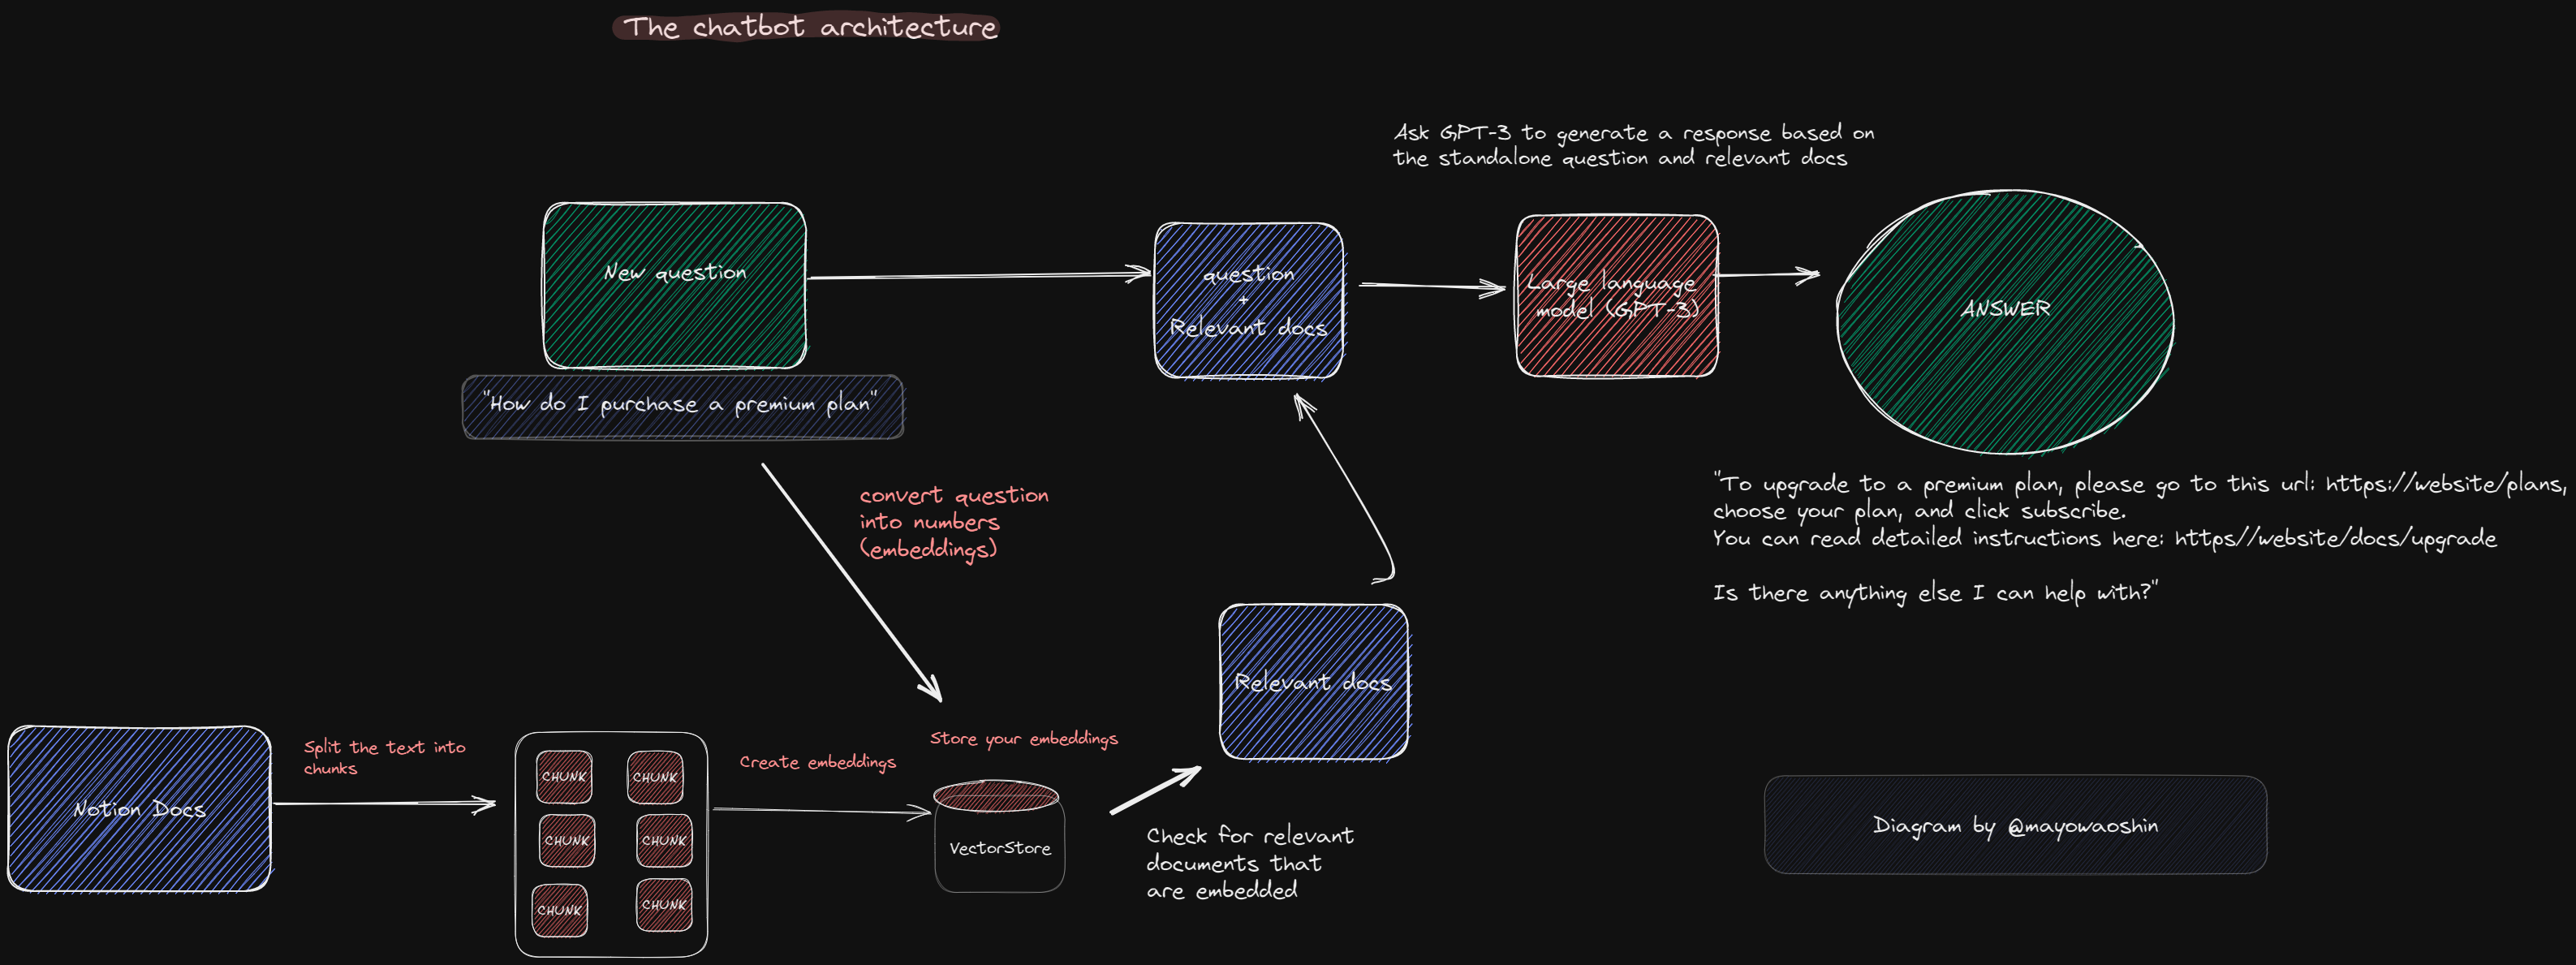 The chatbot architecture
Ask GPT-3 to generate a response based on
the standalone question and relevant docs
New question
"How do I purchase a premium plan"
question
+
Relevant docs
Large language
model (GPT-3)
ANSWER
"To upgrade to a premium plan, please go to this url: https://website/plans,
choose your plan, and click subscribe.
You can read detailed instructions here: https//website/docs/upgrade
Is there anything else I can help with?"
convert question
into numbers
(embeddings)
Relevant docs
Notion Docs
Split the text into
chunks
CHUNK
CHUNK
CHUNK
CHUNK
CHUNK
CHUNK
Create embeddings
Store your embeddings
VectorStore
Check for relevant
documents that
are embedded
Diagram by @mayowaoshin